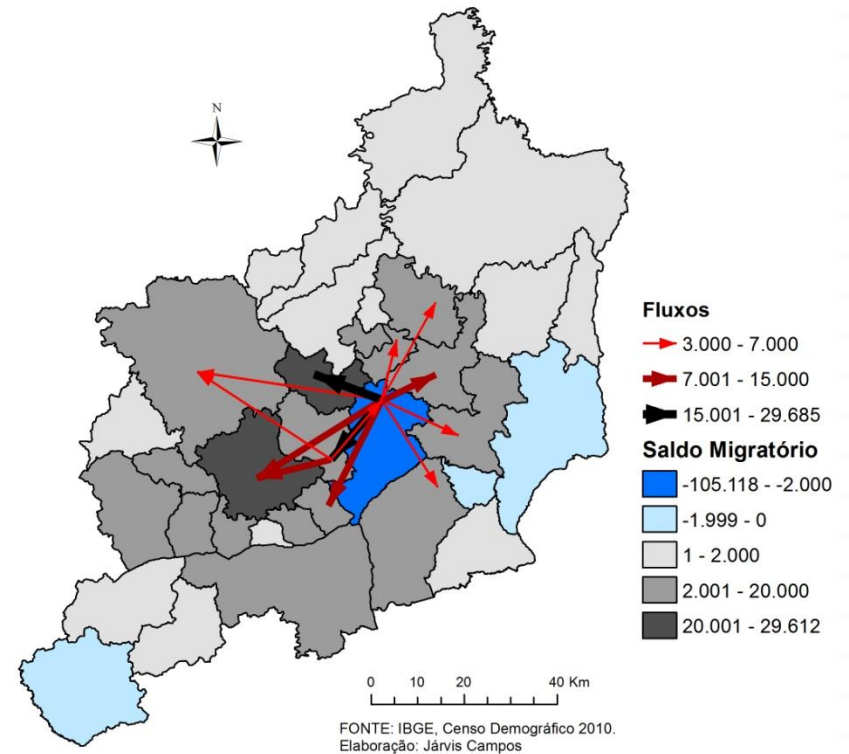 N
Fluxos
3.000 - 7.000
7.001 - 15.000
15.001 - 29.685
Saldo Migratório
-105.118 - -2.000
-1.999 - 0
1 - 2.000
2.001 - 20.000
20.001 - 29.612
0 10 20 40 Km
FONTE: IBGE, Censo Demográfico 2010.
Elaboração: Járvis Campos